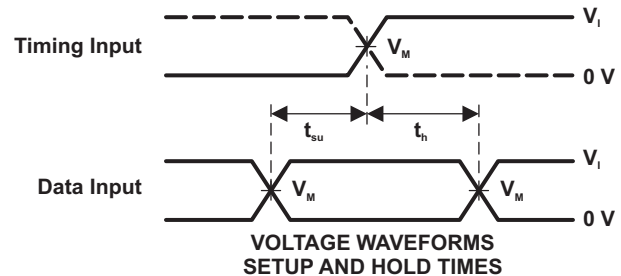 V_I
Timing Input
V_M
0 V
t_su
t_h
V_I
Data Input
V_M
V_M
0 V
VOLTAGE WAVEFORMS
SETUP AND HOLD TIMES